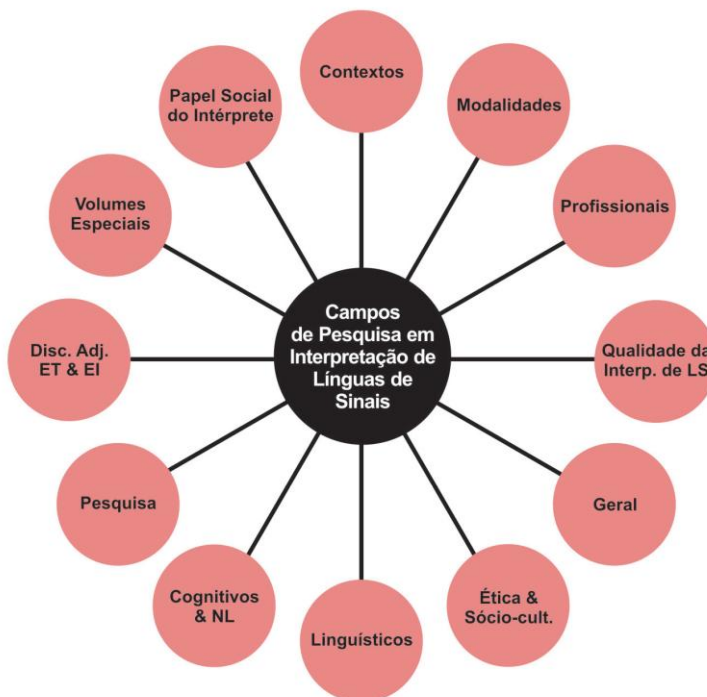 Contextos
Modalidades
Profissionais
Qualidade da
Interp. de LS
Geral
Ética &
Sócio-cult.
Linguísticos
Cognitivos
& NL
Pesquisa
Disc. Adj.
ET & EI
Volumes
Especiais
Papel Social
do Intérprete
Campos
de Pesquisa em
Interpretação de
Línguas de
Sinais